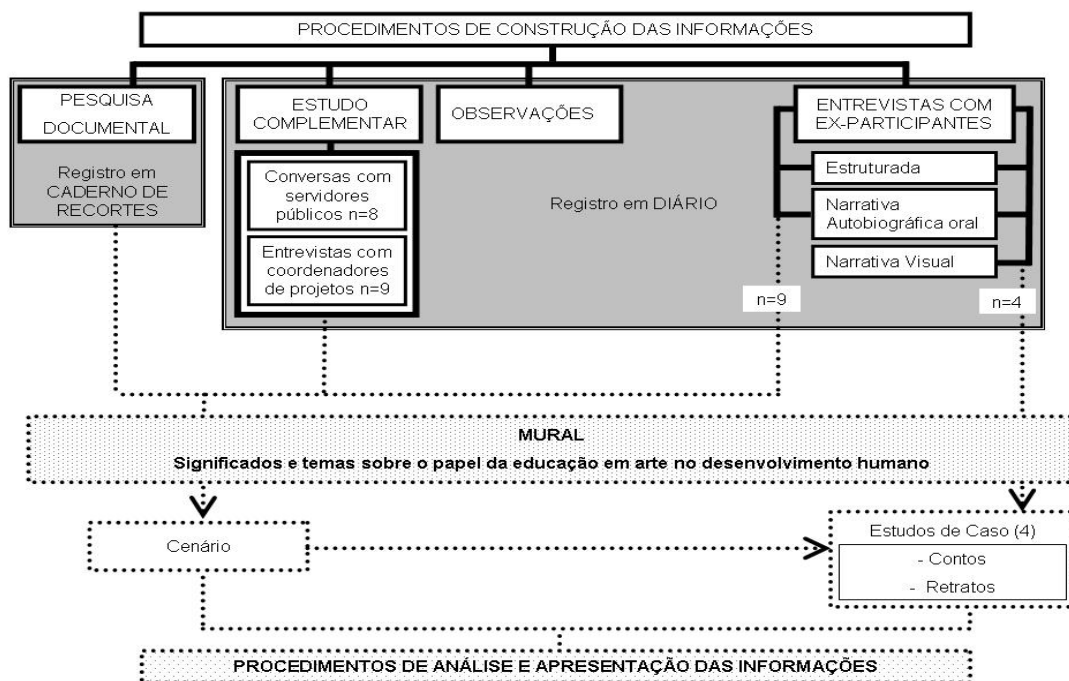 PROCEDIMENTOS DE CONSTRUÇÃO DAS INFORMAÇÕES
PESQUISA
DOCUMENTAL
Registro em
CADERNO DE
RECORTES
ESTUDO
COMPLEMENTAR
Conversas com
servidores
públicos n=8
Entrevistas com
coordenadores
de projetos n=9
OBSERVAÇÕES
Registro em DIÁRIO
ENTREVISTAS COM
EX-PARTICIPANTES
Estruturada
Narrativa
Autobiográfica oral
Narrativa Visual
n=9
n=4
MURAL
Significados e temas sobre o papel da educação em arte no desenvolvimento humano
Cenário
Estudos de Caso (4)
- Contos
- Retratos
PROCEDIMENTOS DE ANÁLISE E APRESENTAÇÃO DAS INFORMAÇÕES